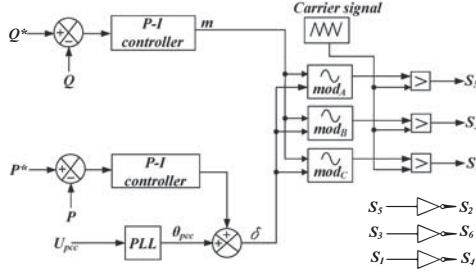 Carrier signal
Q*
+
−
Q
P-I
controller
m
mod_A
>
S
mod_B
>
S
mod_C
>
S
P*
+
−
P
P-I
controller
U_pcc
PLL
θ_pcc
+
+
δ
S_5
S_2
S_3
S_6
S_1
S_4